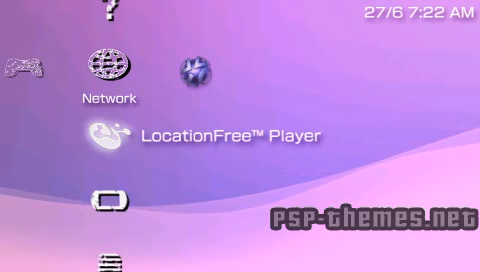 27/6 7:22 AM
?
Network
LocationFree™ Player
PSP-themes.net